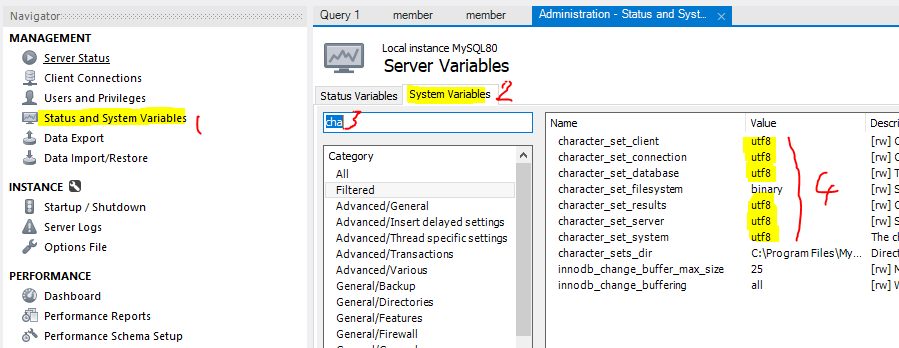 Navigator
MANAGEMENT
Server Status
Client Connections
Users and Privileges
Status and System Variables 1
Data Export
Data Import/Restore
INSTANCE
Startup / Shutdown
Server Logs
Options File
PERFORMANCE
Dashboard
Performance Reports
Performance Schema Setup
Query 1 member member Administration - Status and Syst...
Local instance MySQL80
Server Variables
Status Variables System Variables 2
cha 3
Category
All
Filtered
Advanced/General
Advanced/Insert delayed settings
Advanced/Thread specific settings
Advanced/Transactions
Advanced/Various
General/Backup
General/Directories
General/Features
General/Firewall
Name Value Descri
character_set_client utf8 [rw] C
character_set_connection utf8 [rw] C
character_set_database utf8 [rw] T
character_set_filesystem binary [rw] S
character_set_results utf8 [rw] C
character_set_server utf8 [rw] S
character_set_system utf8 The ch
character_sets_dir C:\Program Files\My... Direct
innodb_change_buffer_max_size 25 [rw] M
innodb_change_buffering all [rw] W
4